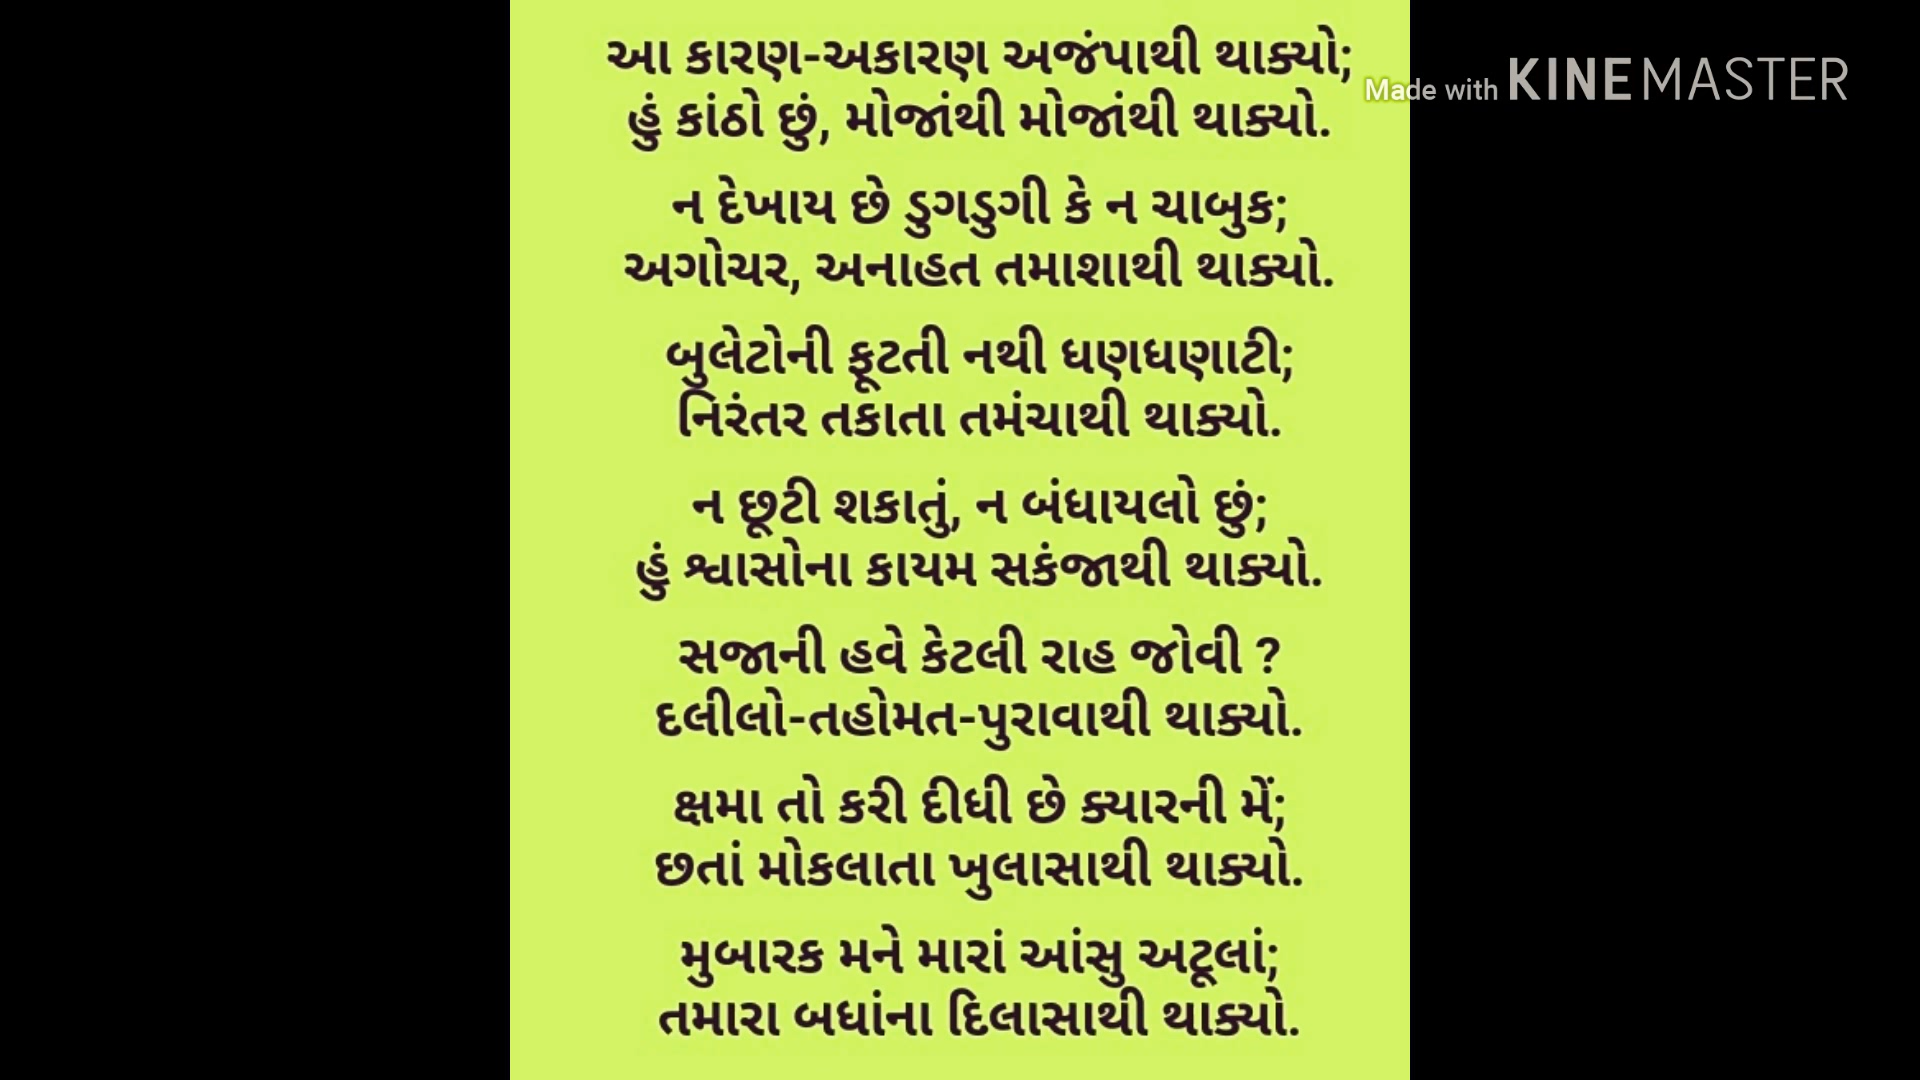 આ કારણ-અકારણ અજંપાથી થાક્યો;
હું કાંઠો છું, મોજાંથી મોજાંથી થાક્યો.
ન દેખાય છે ડુગડુગી કે ન ચાબુક;
અગોચર, અનાહત તમાશાથી થાક્યો.
બુલેટોની ફૂટતી નથી ધણધણાટી;
નિરંતર તકાતા તમંચાથી થાક્યો.
ન છૂટી શકાતું, ન બંધાયલો છું;
હું શ્વાસોના કાયમ સકંજાથી થાક્યો.
સજાની હવે કેટલી રાહ જોવી ?
દલીલો-તહોમત-પુરાવાથી થાક્યો.
ક્ષમા તો કરી દીધી છે ક્યારની મેં;
છતાં મોકલાતા ખુલાસાથી થાક્યો.
મુબારક મને મારાં આંસુ અટૂલાં;
તમારા બધાંના દિલાસાથી થાક્યો.
Made with KINEMASTER